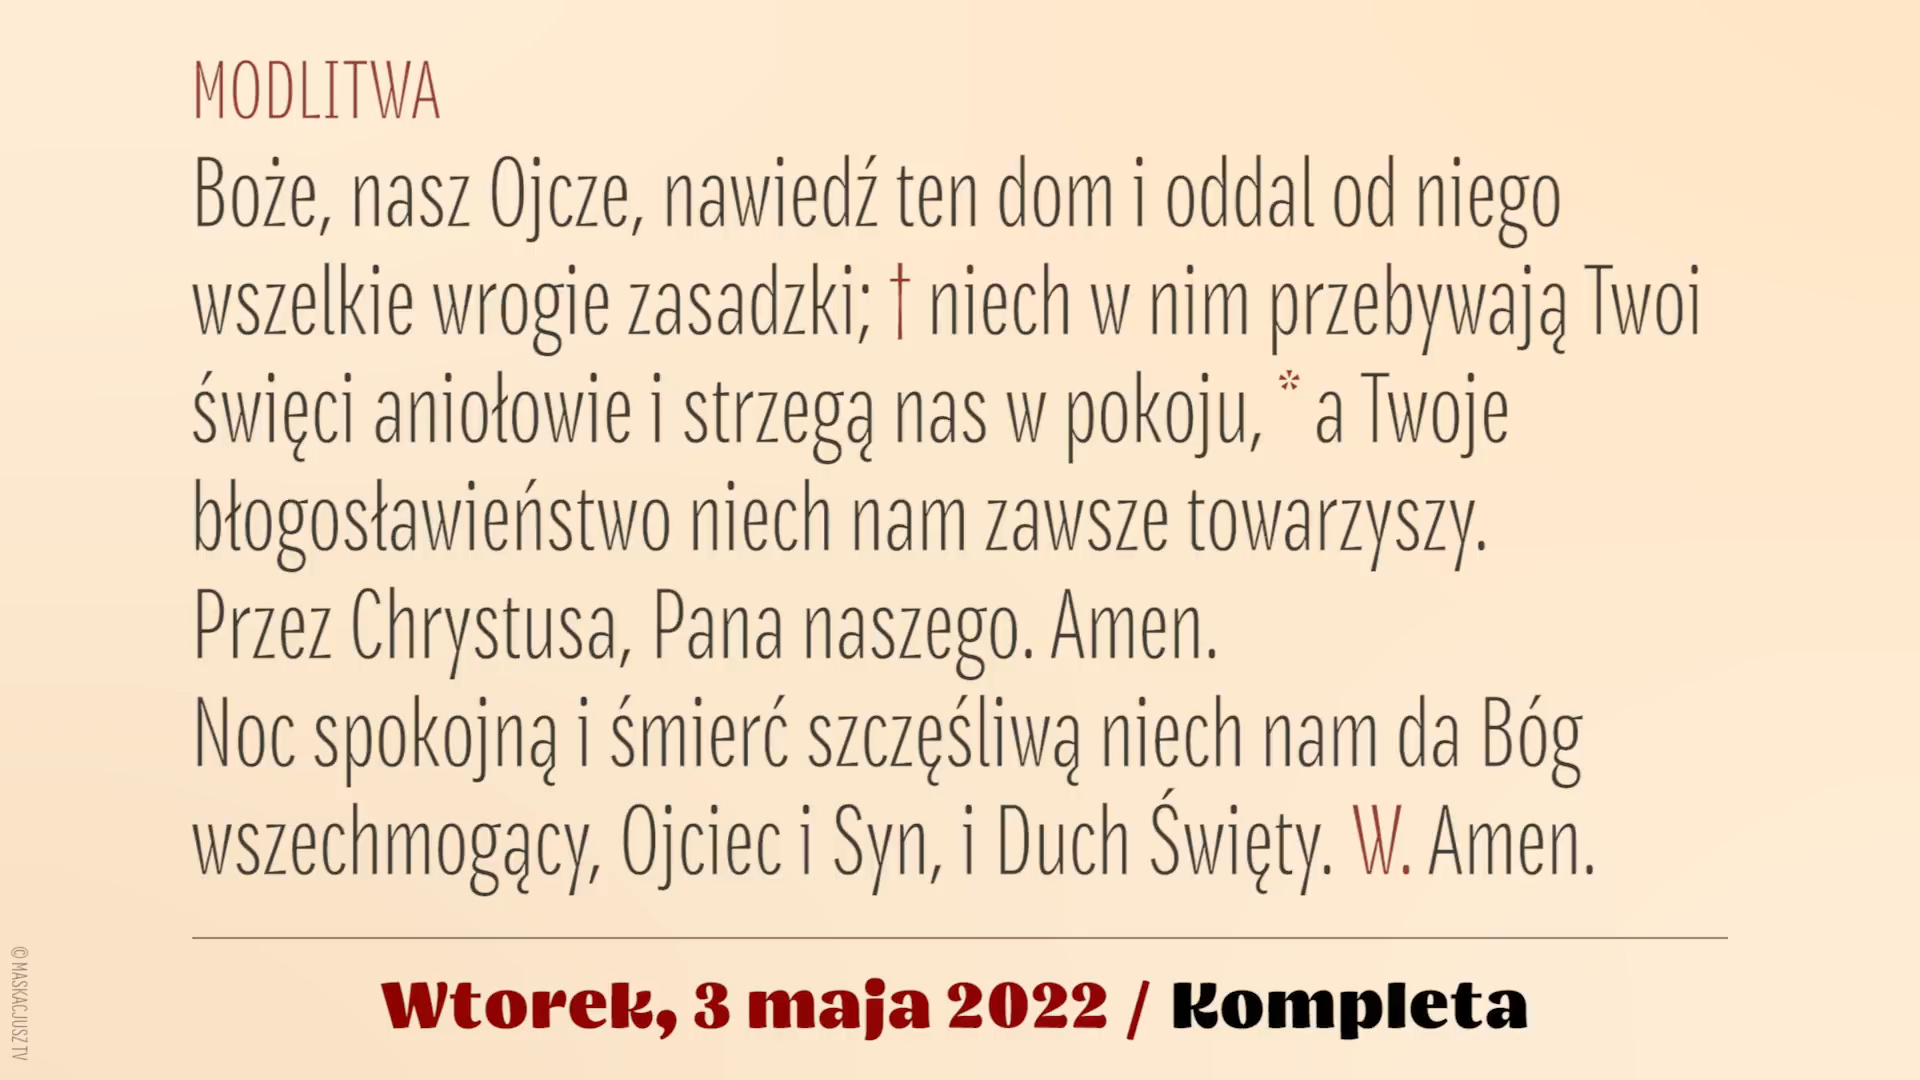 MODLITWA
Boże, nasz Ojcze, nawiedź ten dom i oddal od niego
wszelkie wrogie zasadzki; † niech w nim przebywają Twoi
święci aniołowie i strzegą nas w pokoju, * a Twoje
błogosławieństwo niech nam zawsze towarzyszy.
Przez Chrystusa, Pana naszego. Amen.
Noc spokojną i śmierć szczęśliwą niech nam da Bóg
wszechmogący, Ojciec i Syn, i Duch Święty. W. Amen.
Wtorek, 3 maja 2022 / Kompleta
© MASKACJUSZ TV